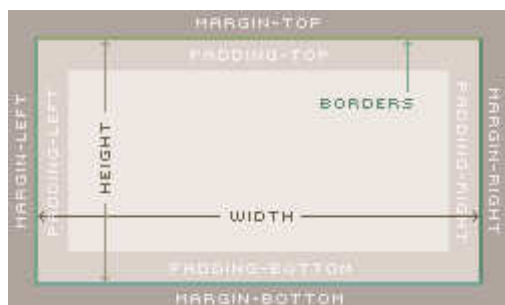 MARGIN-TOP
PADDING-TOP
BORDERS
MARGIN-LEFT
PADDING-LEFT
HEIGHT
PADDING-RIGHT
MARGIN-RIGHT
WIDTH
PADDING-BOTTOM
MARGIN-BOTTOM